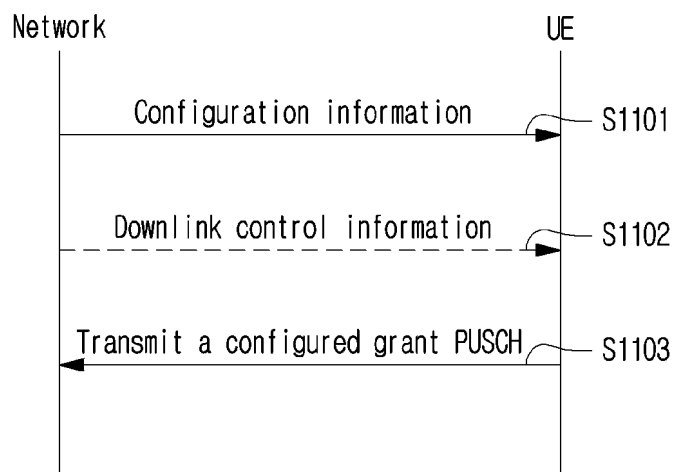 Network
UE
Configuration information
S1101
Downlink control information
S1102
Transmit a configured grant PUSCH
S1103